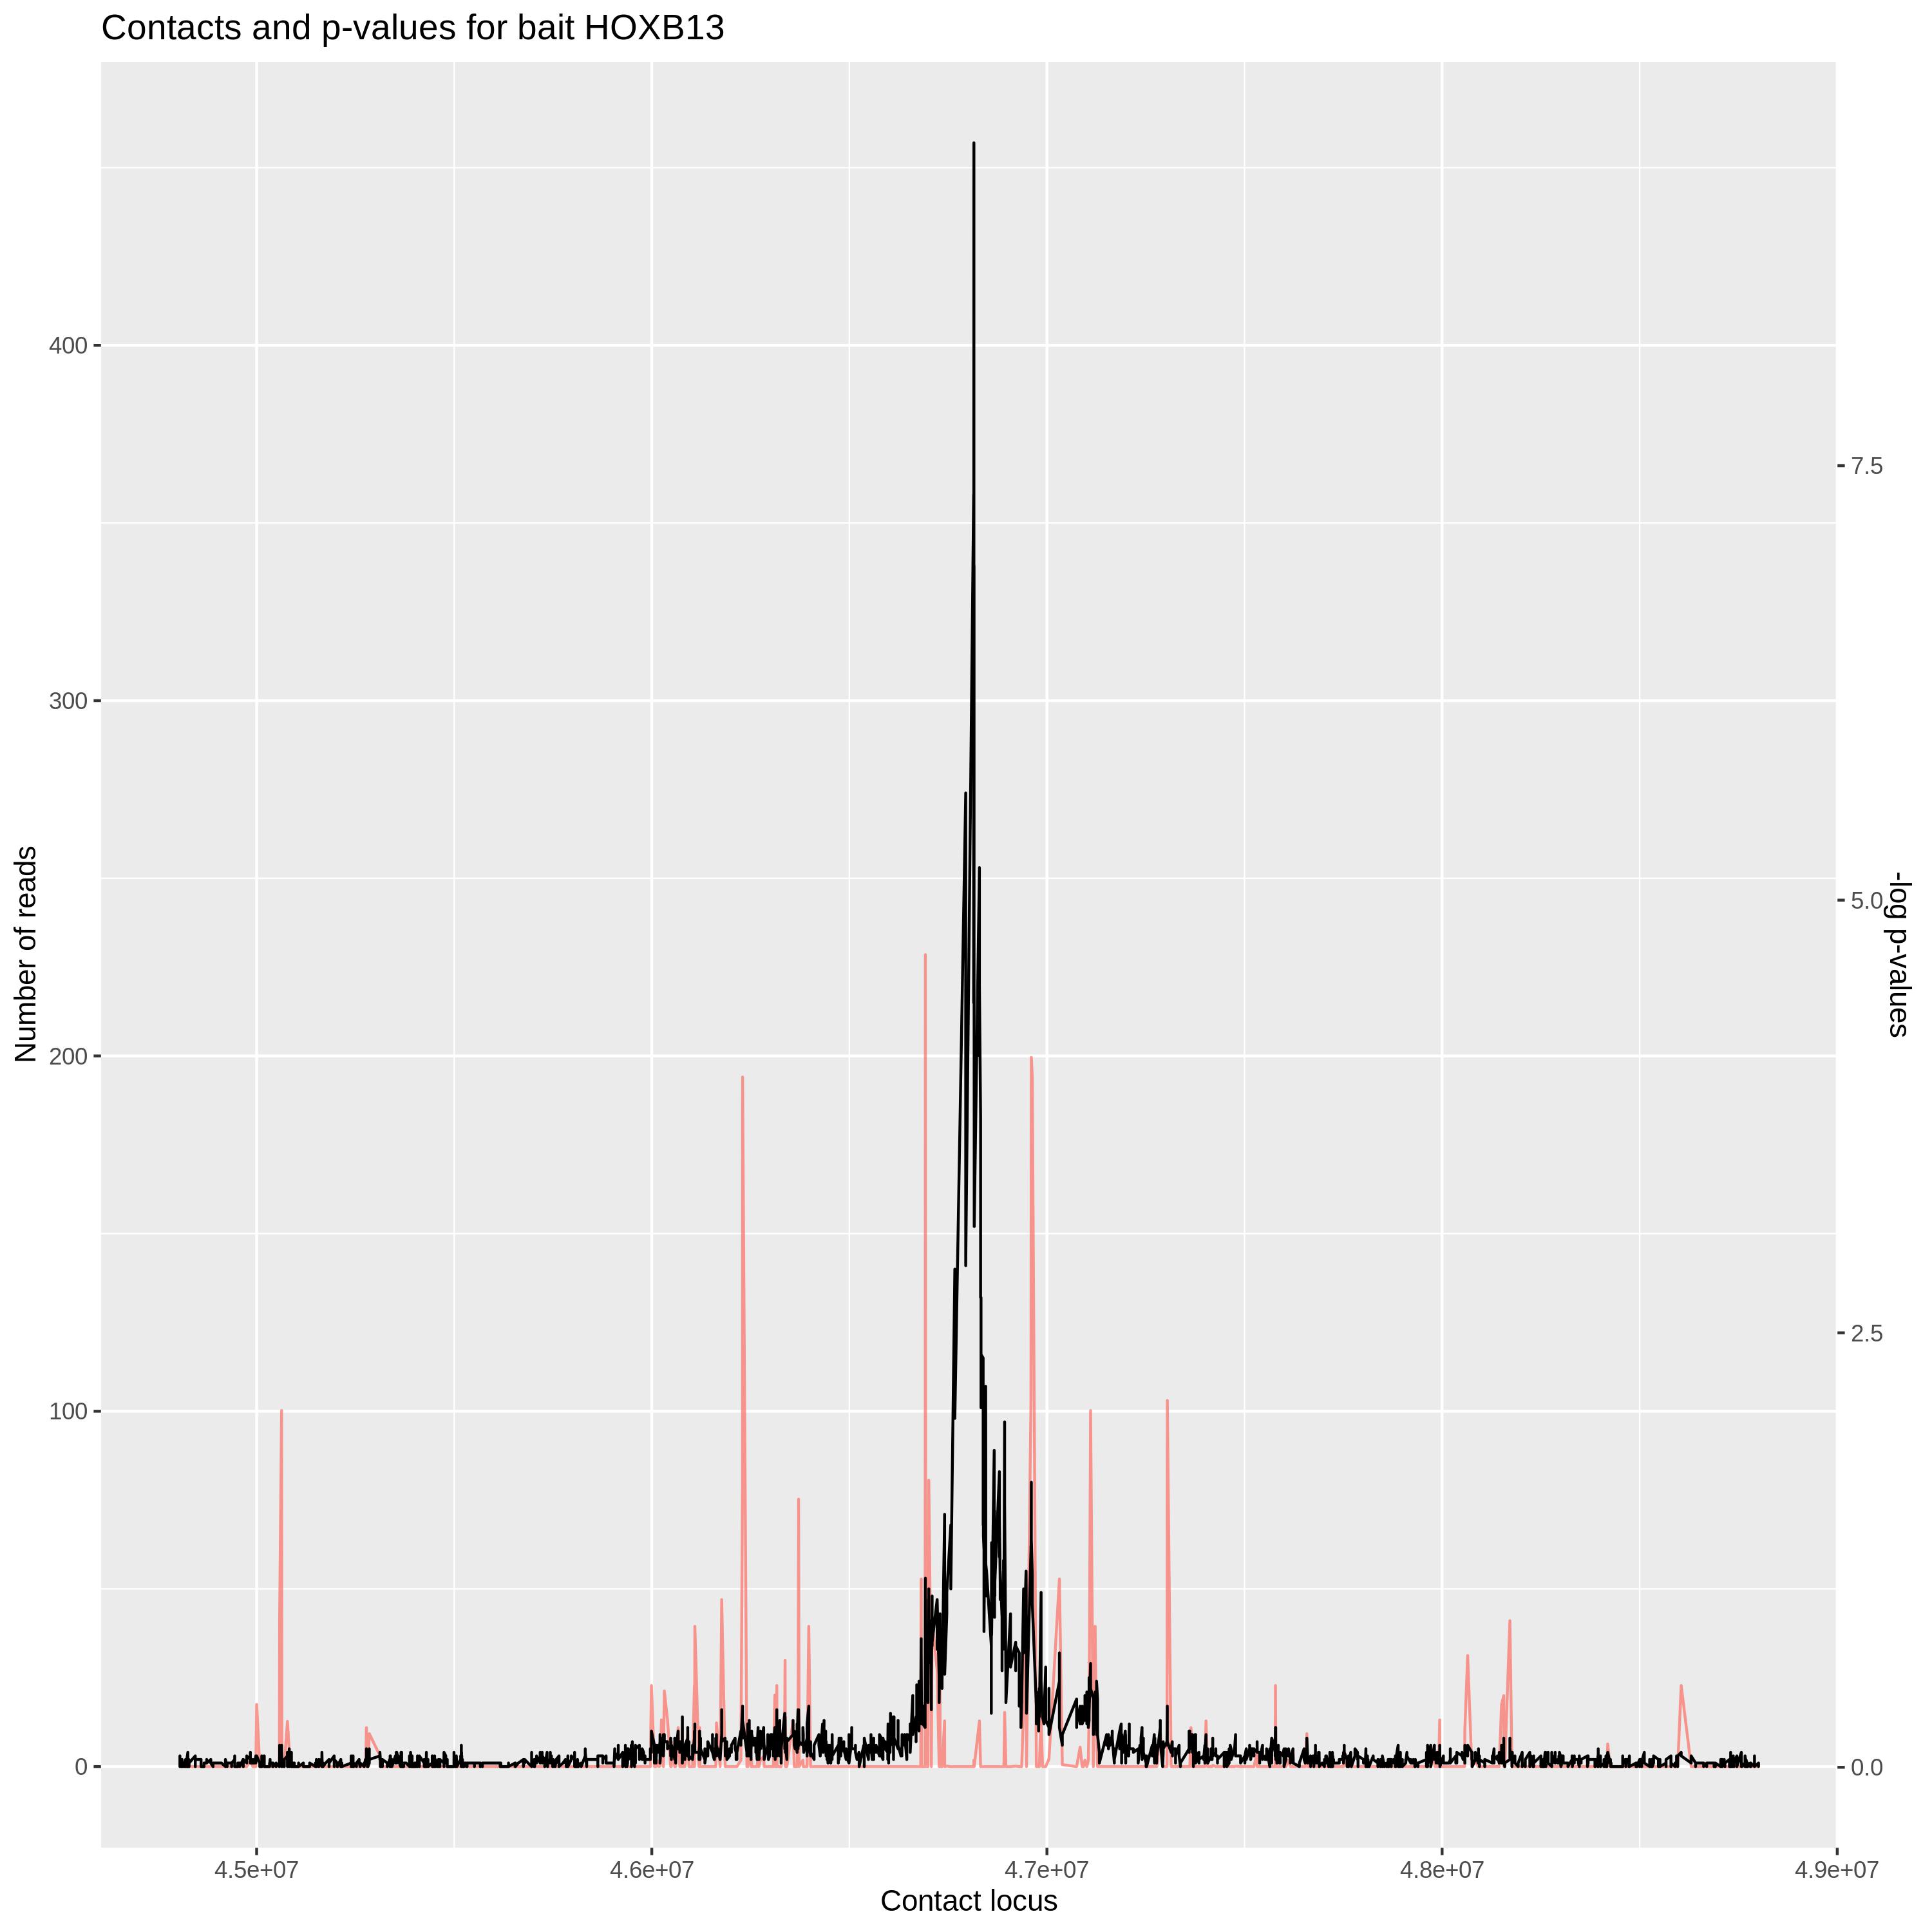 Contacts and p-values for bait HOXB13
Number of reads
400
300
200
100
0
7.5
5.0
2.5
0.0
-log p-values
4.5e+07
4.6e+07
4.7e+07
4.8e+07
4.9e+07
Contact locus